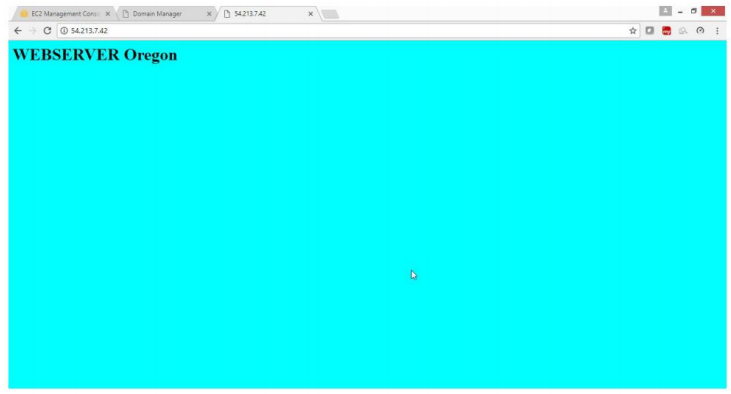 EC2 Management Conso
Domain Manager
54.213.7.42
54.213.7.42
WEBSERVER Oregon